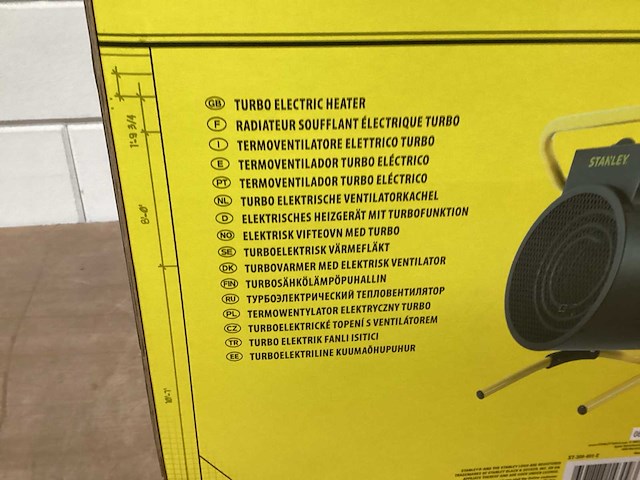 GB TURBO ELECTRIC HEATER
F RADIATEUR SOUFFLANT ÉLECTRIQUE TURBO
I TERMOVENTILATORE ELETTRICO TURBO
E TERMOVENTILADOR TURBO ELÉCTRICO
PT TERMOVENTILADOR TURBO ELÉCTRICO
NL TURBO ELEKTRISCHE VENTILATORKACHEL
D ELEKTRISCHES HEIZGERÄT MIT TURBOFUNKTION
NO ELEKTRISK VIFTEOVN MED TURBO
SE TURBOELEKTRISK VÄRMEFLÄKT
DK TURBOVARMER MED ELEKTRISK VENTILATOR
FIN TURBOSÄHKÖLÄMPÖPUHALLIN
RU ТУРБОЭЛЕКТРИЧЕСКИЙ ТЕПЛОВЕНТИЛЯТОР
PL TERMOWENTYLATOR ELEKTRYCZNY TURBO
CZ TURBOELEKTRICKÉ TOPENÍ S VENTILÁTOREM
TR TURBO ELEKTRIK FANLI ISITICI
EE TURBOELEKTRILINE KUUMAÕHUPUHUR
STANLEY
1'-9 3/4